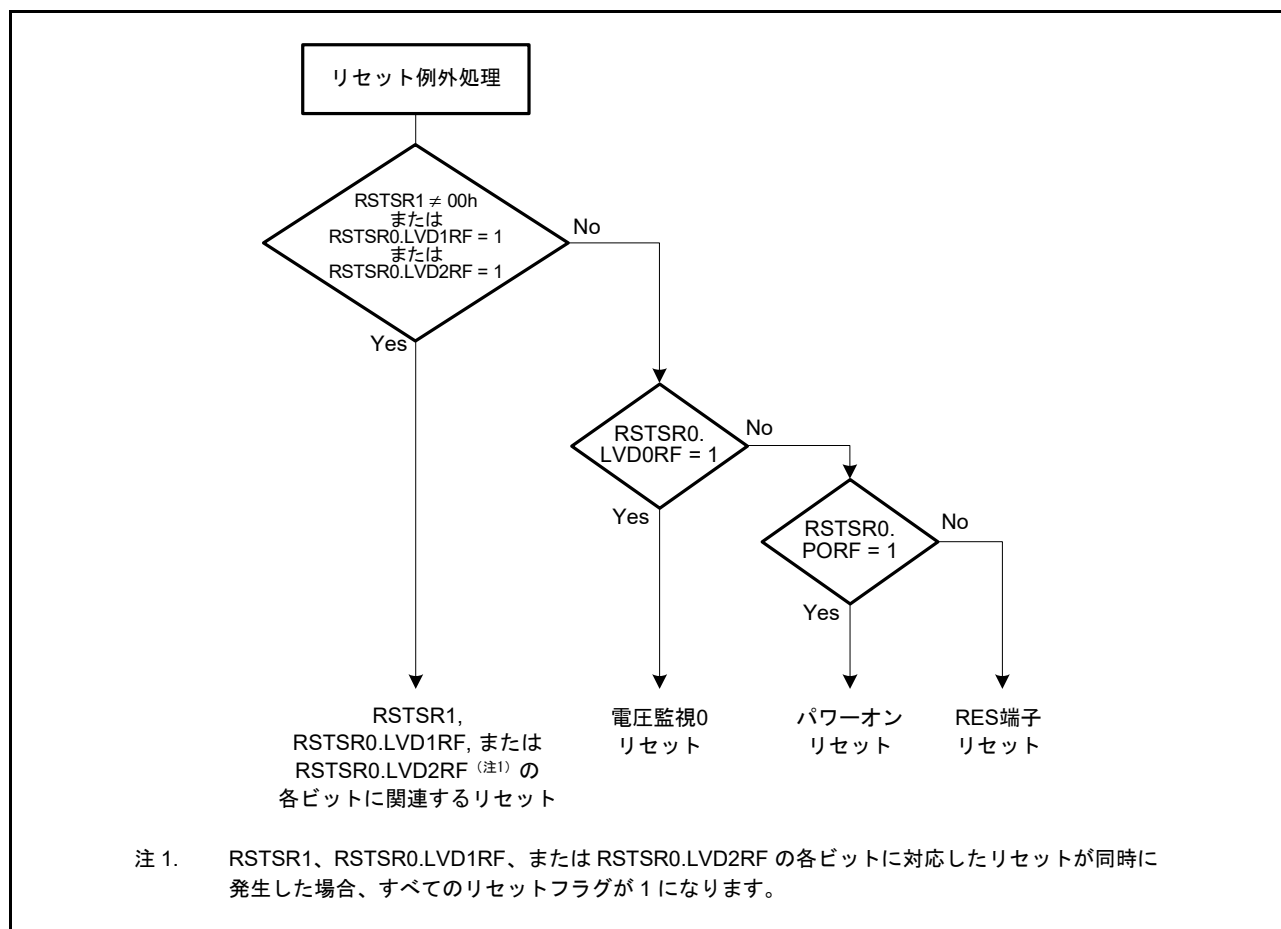 リセット例外処理
RSTSR1 ≠ 00h
または
RSTSR0.LVD1RF = 1
または
RSTSR0.LVD2RF = 1
No
Yes
RSTSR0.
LVD0RF = 1
No
Yes
RSTSR0.
PORF = 1
No
Yes
RSTSR1,
RSTSR0.LVD1RF, または
RSTSR0.LVD2RF（注1）の
各ビットに関連するリセット
電圧監視0
リセット
パワーオン
リセット
RES端子
リセット
注 1. RSTSR1、RSTSR0.LVD1RF、または RSTSR0.LVD2RF の各ビットに対応したリセットが同時に
発生した場合、すべてのリセットフラグが 1 になります。